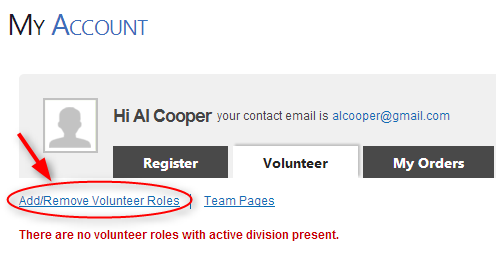 My Account
Hi Al Cooper your contact email is alcooper@gmail.com
Register Volunteer My Orders
Add/Remove Volunteer Roles | Team Pages
There are no volunteer roles with active division present.